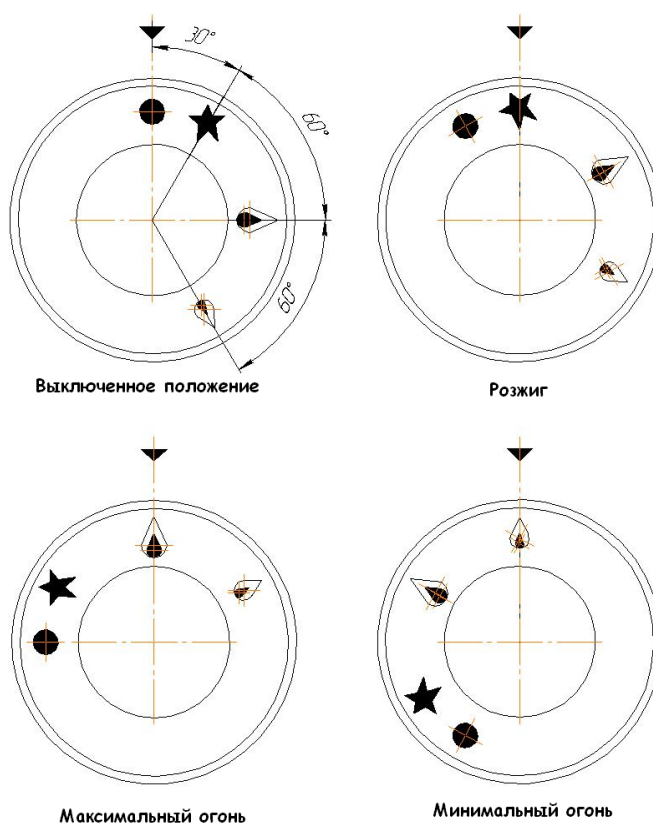 30°
60°
60°
Выключенное положение
Розжиг
Максимальный огонь
Минимальный огонь